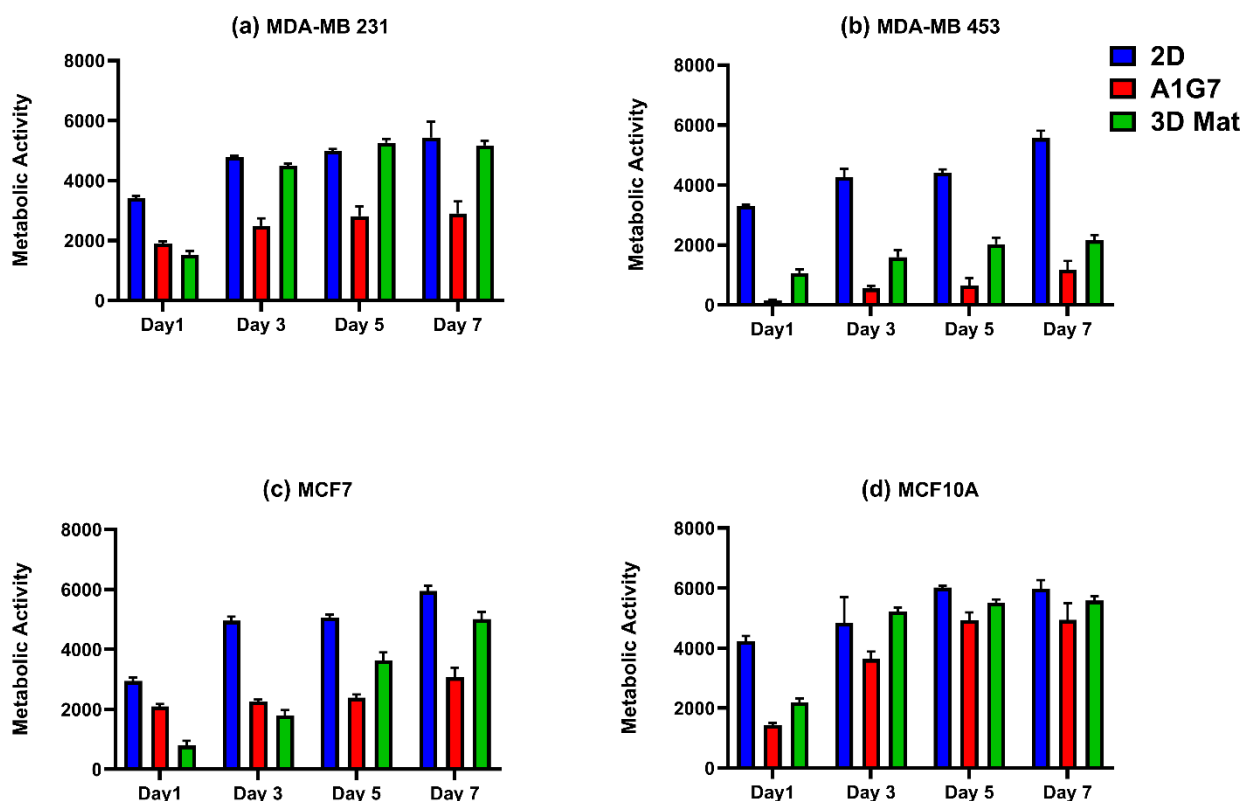 (a) MDA-MB 231
Metabolic Activity
8000
6000
4000
2000
0
Day1 Day 3 Day 5 Day 7
(b) MDA-MB 453
Metabolic Activity
8000
6000
4000
2000
0
Day1 Day 3 Day 5 Day 7
2D
A1G7
3D Mat
(c) MCF7
Metabolic Activity
8000
6000
4000
2000
0
Day1 Day 3 Day 5 Day 7
(d) MCF10A
Metabolic Activity
8000
6000
4000
2000
0
Day1 Day 3 Day 5 Day 7